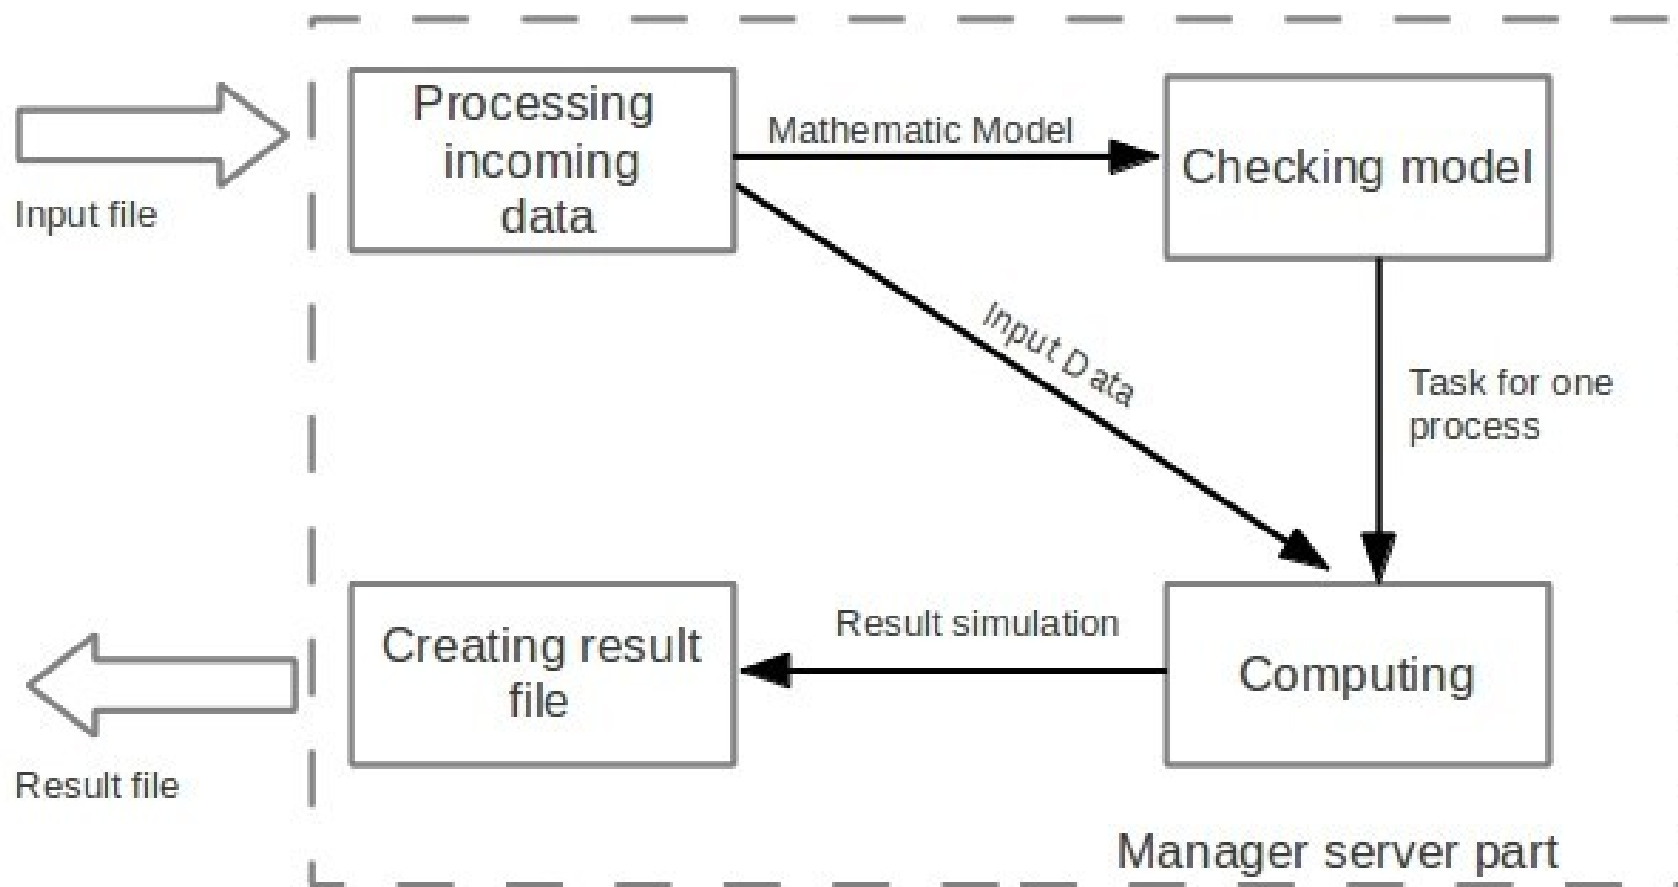 Processing
incoming
data
Mathematic Model
Checking model
Input file
Input Data
Task for one
process
Creating result
file
Result simulation
Computing
Result file
Manager server part